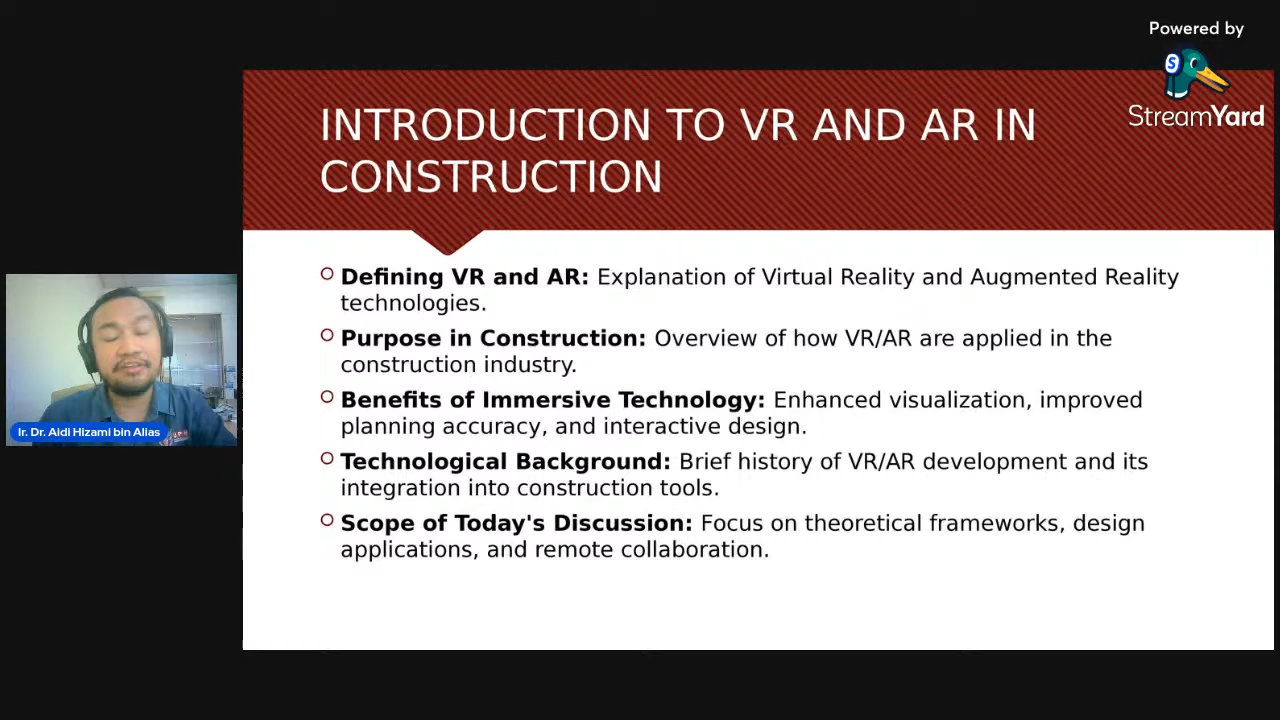 Powered by
StreamYard
INTRODUCTION TO VR AND AR IN
CONSTRUCTION
Defining VR and AR: Explanation of Virtual Reality and Augmented Reality
technologies.
Purpose in Construction: Overview of how VR/AR are applied in the
construction industry.
Benefits of Immersive Technology: Enhanced visualization, improved
planning accuracy, and interactive design.
Technological Background: Brief history of VR/AR development and its
integration into construction tools.
Scope of Today's Discussion: Focus on theoretical frameworks, design
applications, and remote collaboration.
Ir. Dr. Aidi Hizami bin Alias